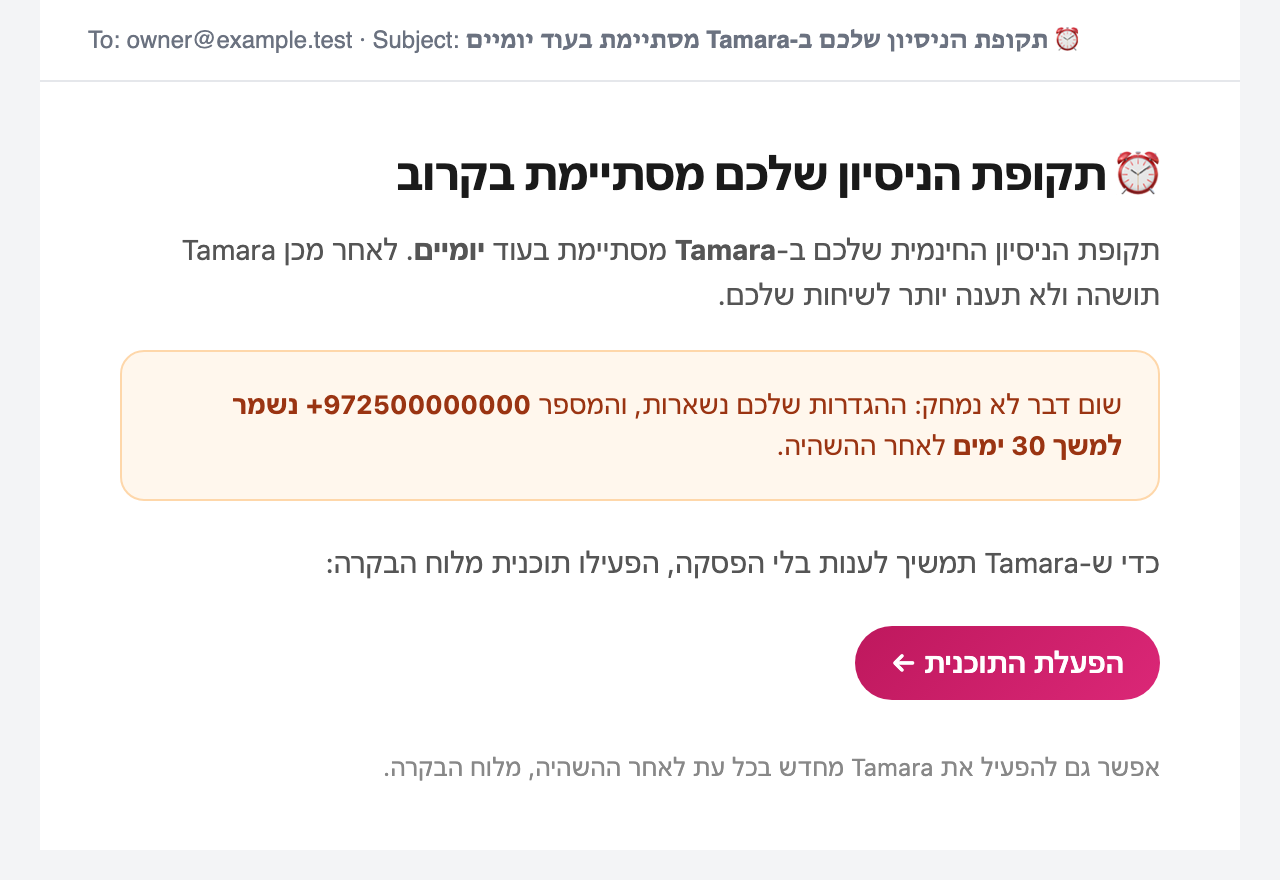 To: owner@example.test · Subject: ⏰ תקופת הניסיון שלכם ב-Tamara מסתיימת בעוד יומיים
⏰ תקופת הניסיון שלכם מסתיימת בקרוב
תקופת הניסיון החינמית שלכם ב-Tamara מסתיימת בעוד יומיים. לאחר מכן Tamara
תושהה ולא תענה יותר לשיחות שלכם.
שום דבר לא נמחק: ההגדרות שלכם נשארות, והמספר 972500000000+ נשמר
למשך 30 ימים לאחר ההשהיה.
כדי ש-Tamara תמשיך לענות בלי הפסקה, הפעילו תוכנית מלוח הבקרה:
הפעלת התוכנית ←
אפשר גם להפעיל את Tamara מחדש בכל עת לאחר ההשהיה, מלוח הבקרה.